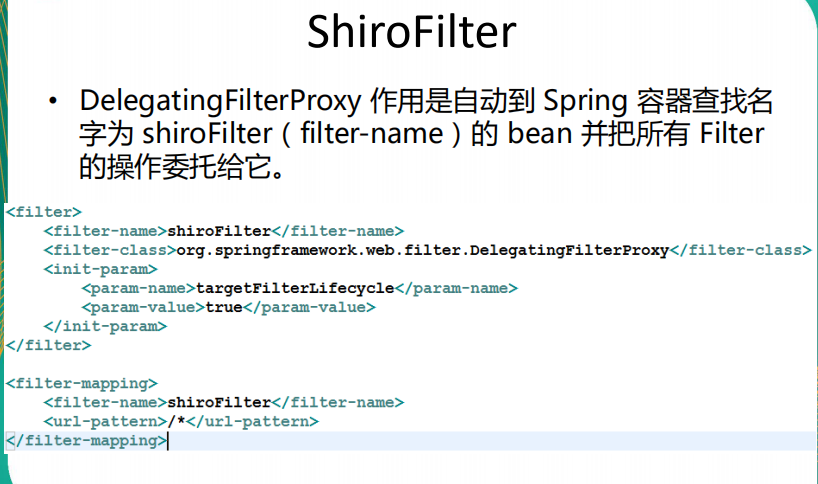 ShiroFilter
• DelegatingFilterProxy 作用是自动到 Spring 容器查找名
字为 shiroFilter（filter-name）的 bean 并把所有 Filter
的操作委托给它。
<filter>
    <filter-name>shiroFilter</filter-name>
    <filter-class>org.springframework.web.filter.DelegatingFilterProxy</filter-class>
    <init-param>
        <param-name>targetFilterLifecycle</param-name>
        <param-value>true</param-value>
    </init-param>
</filter>
<filter-mapping>
    <filter-name>shiroFilter</filter-name>
    <url-pattern>/*</url-pattern>
</filter-mapping>